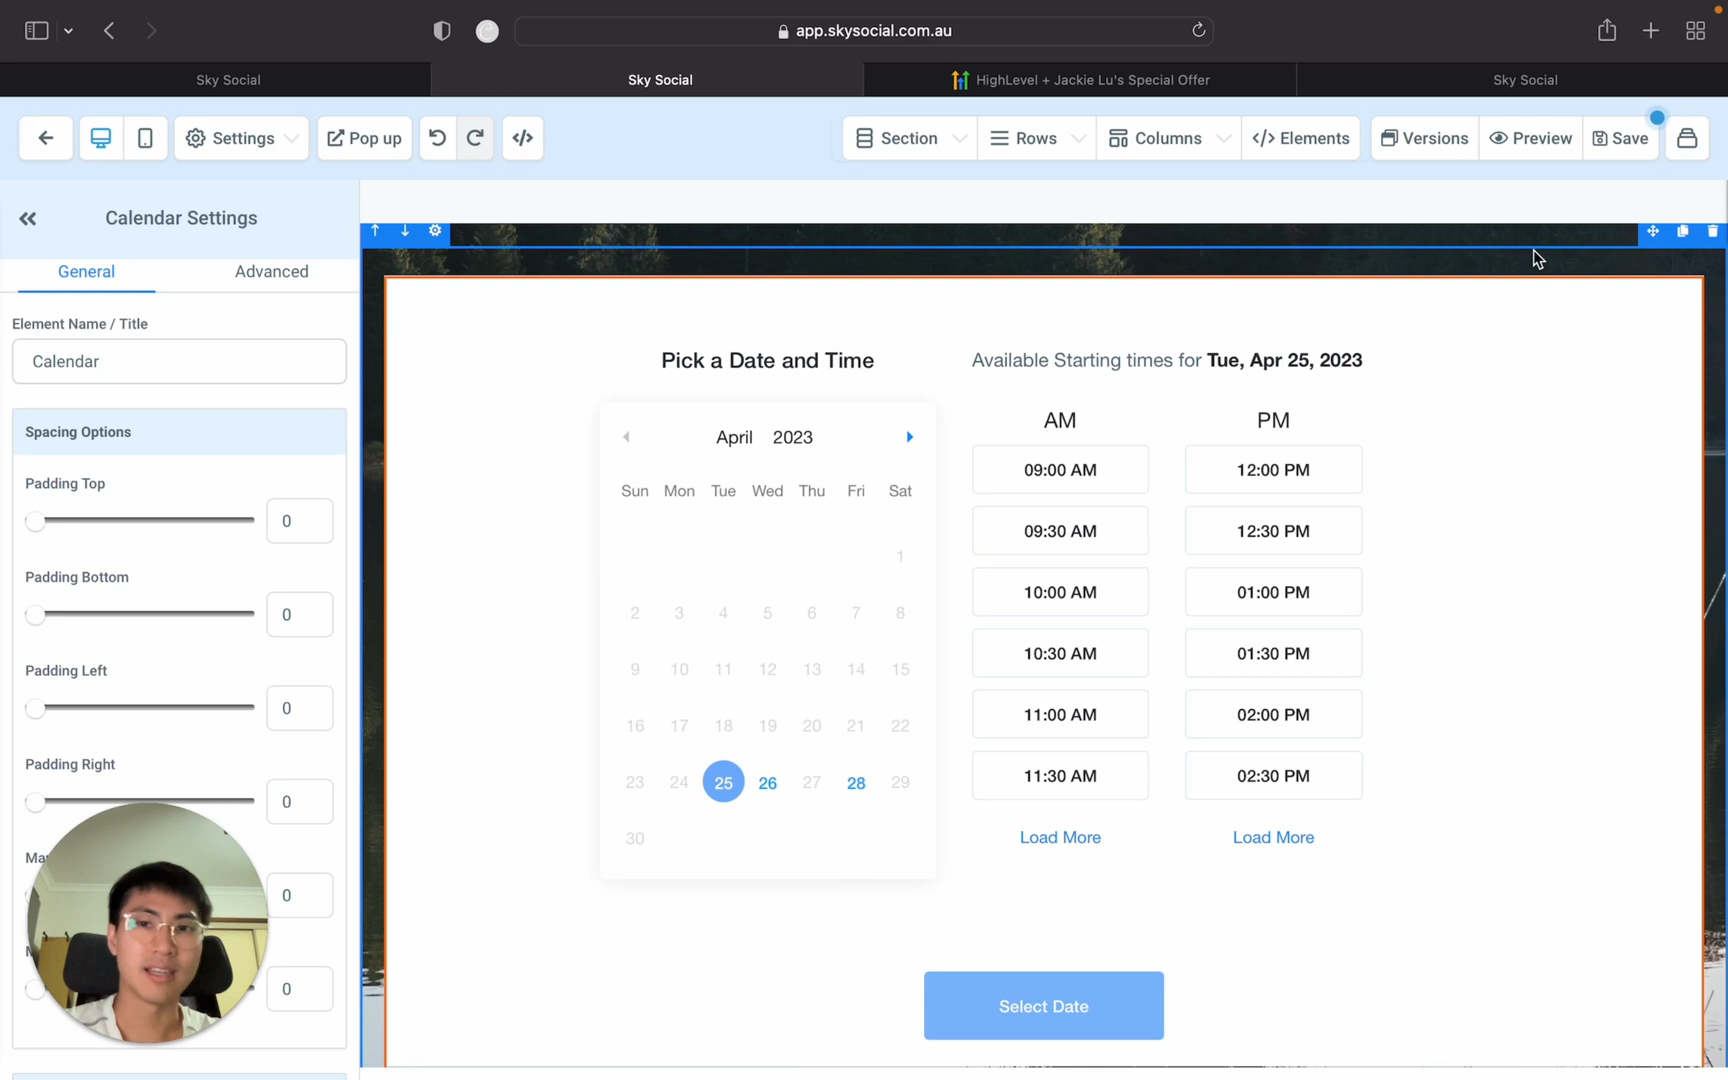 app.skysocial.com.au
Sky Social
Sky Social
HighLevel + Jackie Lu's Special Offer
Sky Social
Settings
Pop up
Section
Rows
Columns
</> Elements
Versions
Preview
Save
Calendar Settings
General
Advanced
Element Name / Title
Calendar
Spacing Options
Padding Top
0
Padding Bottom
0
Padding Left
0
Padding Right
0
0
0
Pick a Date and Time
April 2023
Sun Mon Tue Wed Thu Fri Sat
1
2 3 4 5 6 7 8
9 10 11 12 13 14 15
16 17 18 19 20 21 22
23 24 25 26 27 28 29
30
Available Starting times for Tue, Apr 25, 2023
AM
09:00 AM
09:30 AM
10:00 AM
10:30 AM
11:00 AM
11:30 AM
Load More
PM
12:00 PM
12:30 PM
01:00 PM
01:30 PM
02:00 PM
02:30 PM
Load More
Select Date